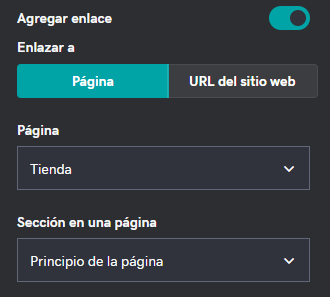 Agregar enlace
Enlazar a
Página URL del sitio web
Página
Tienda
Sección en una página
Principio de la página